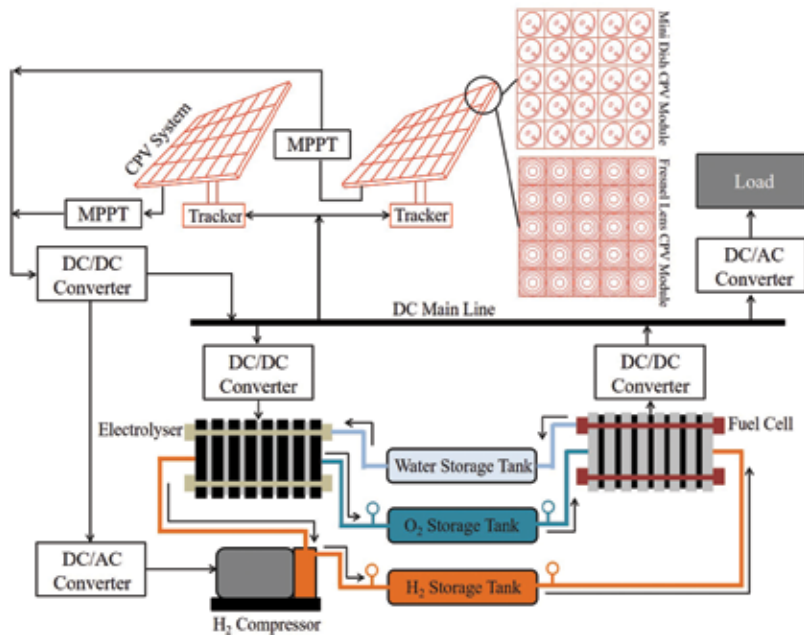 Mini Dish CPV Module
CPV System
MPPT
MPPT
Tracker
Tracker
Fresnel Lens CPV Module
Load
DC/DC
Converter
DC/AC
Converter
DC Main Line
DC/DC
Converter
DC/DC
Converter
Electrolyser
Fuel Cell
Water Storage Tank
O₂ Storage Tank
DC/AC
Converter
H₂ Storage Tank
H₂ Compressor